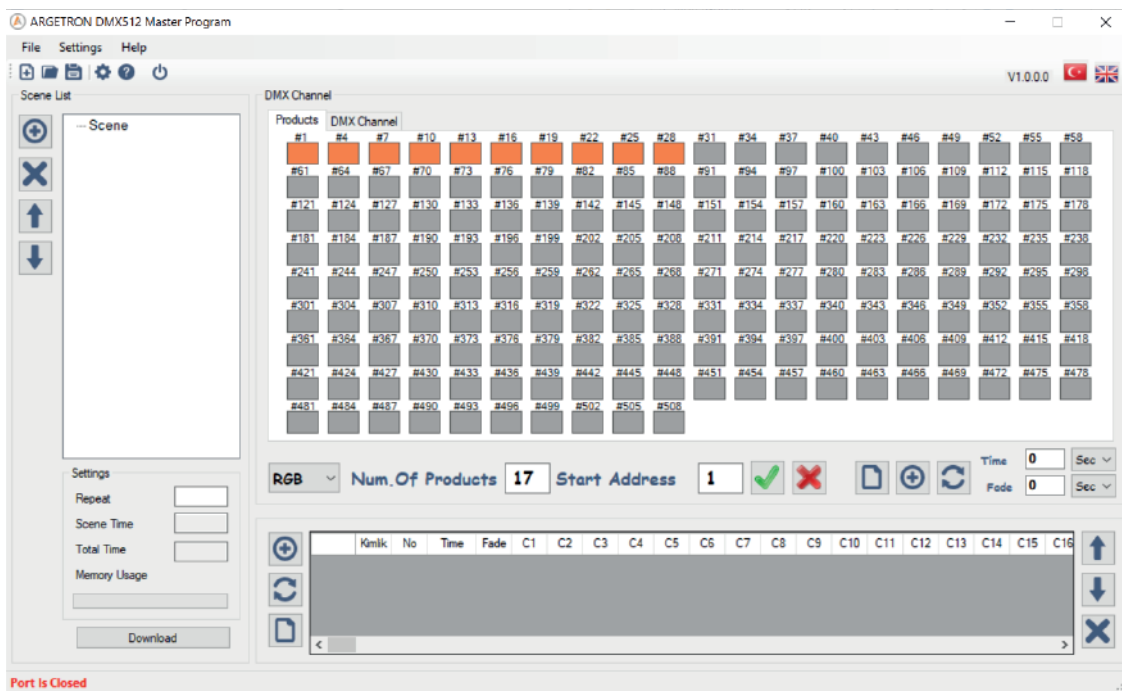 ARGETRON DMX512 Master Program
File Settings Help
V1.0.0.0
Scene List
Scene
DMX Channel
Products DMX Channel
#1 #4 #7 #10 #13 #16 #19 #22 #25 #28 #31 #34 #37 #40 #43 #46 #49 #52 #55 #58
#61 #64 #67 #70 #73 #76 #79 #82 #85 #88 #91 #94 #97 #100 #103 #106 #109 #112 #115 #118
#121 #124 #127 #130 #133 #136 #139 #142 #145 #148 #151 #154 #157 #160 #163 #166 #169 #172 #175 #178
#181 #184 #187 #190 #193 #196 #199 #202 #205 #208 #211 #214 #217 #220 #223 #226 #229 #232 #235 #238
#241 #244 #247 #250 #253 #256 #259 #262 #265 #268 #271 #274 #277 #280 #283 #286 #289 #292 #295 #298
#301 #304 #307 #310 #313 #316 #319 #322 #325 #328 #331 #334 #337 #340 #343 #346 #349 #352 #355 #358
#361 #364 #367 #370 #373 #376 #379 #382 #385 #388 #391 #394 #397 #400 #403 #406 #409 #412 #415 #418
#421 #424 #427 #430 #433 #436 #439 #442 #445 #448 #451 #454 #457 #460 #463 #466 #469 #472 #475 #478
#481 #484 #487 #490 #493 #496 #499 #502 #505 #508
RGB Num.Of Products 17 Start Address 1
Time 0 Sec
Fade 0 Sec
Settings
Repeat
Scene Time
Total Time
Memory Usage
Download
Kimlik No Time Fade C1 C2 C3 C4 C5 C6 C7 C8 C9 C10 C11 C12 C13 C14 C15 C16
Port Is Closed